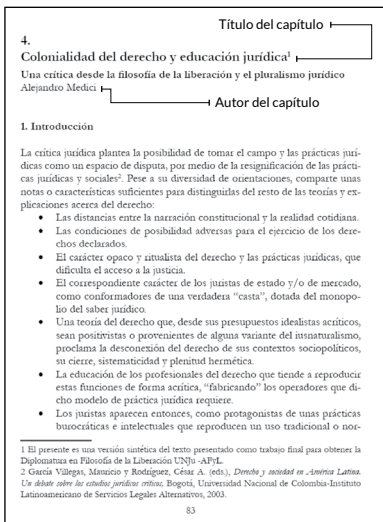 Título del capítulo
4.
Colonialidad del derecho y educación jurídica¹
Una crítica desde la filosofía de la liberación y el pluralismo jurídico
Alejandro Medici
Autor del capítulo
1. Introducción
La crítica jurídica plantea la posibilidad de tomar el campo y las prácticas jurí-
dicas como un espacio de disputa, por medio de la resignificación de las prácti-
cas jurídicas y sociales². Pese a su diversidad de orientaciones, comparte unas
notas o características suficientes para distinguirlas del resto de las teorías y ex-
plicaciones acerca del derecho:
• Las distancias entre la narración constitucional y la realidad cotidiana.
• Las condiciones de posibilidad adversas para el ejercicio de los dere-
chos declarados.
• El carácter opaco y ritualista del derecho y las prácticas jurídicas, que
dificulta el acceso a la justicia.
• El correspondiente carácter de los juristas de estado y/o de mercado,
como conformadores de una verdadera “casta”, dotada del monopo-
lio del saber jurídico.
• Una teoría del derecho que, desde sus presupuestos idealistas acríticos,
sean positivistas o provenientes de alguna variante del iusnaturalismo,
proclama la desconexión del derecho de sus contextos sociopolíticos,
su cierre, sistematicidad y plenitud hermética.
• La educación de los profesionales del derecho que tiende a reproducir
estas funciones de forma acrítica, “fabricando” los operadores que di-
cho modelo de práctica jurídica requiere.
• Los juristas aparecen entonces, como protagonistas de unas prácticas
burocráticas e intelectuales que reproducen un uso tradicional o nor-
1 El presente es una versión sintética del texto presentado como trabajo final para obtener la
Diplomatura en Filosofía de la Liberación UNJu -AFyL.
2 García Villegas, Mauricio y Rodríguez, César A. (eds.), Derecho y sociedad en América Latina.
Un debate sobre los estudios jurídicos críticos, Bogotá, Universidad Nacional de Colombia-Instituto
Latinoamericano de Servicios Legales Alternativos, 2003.
83